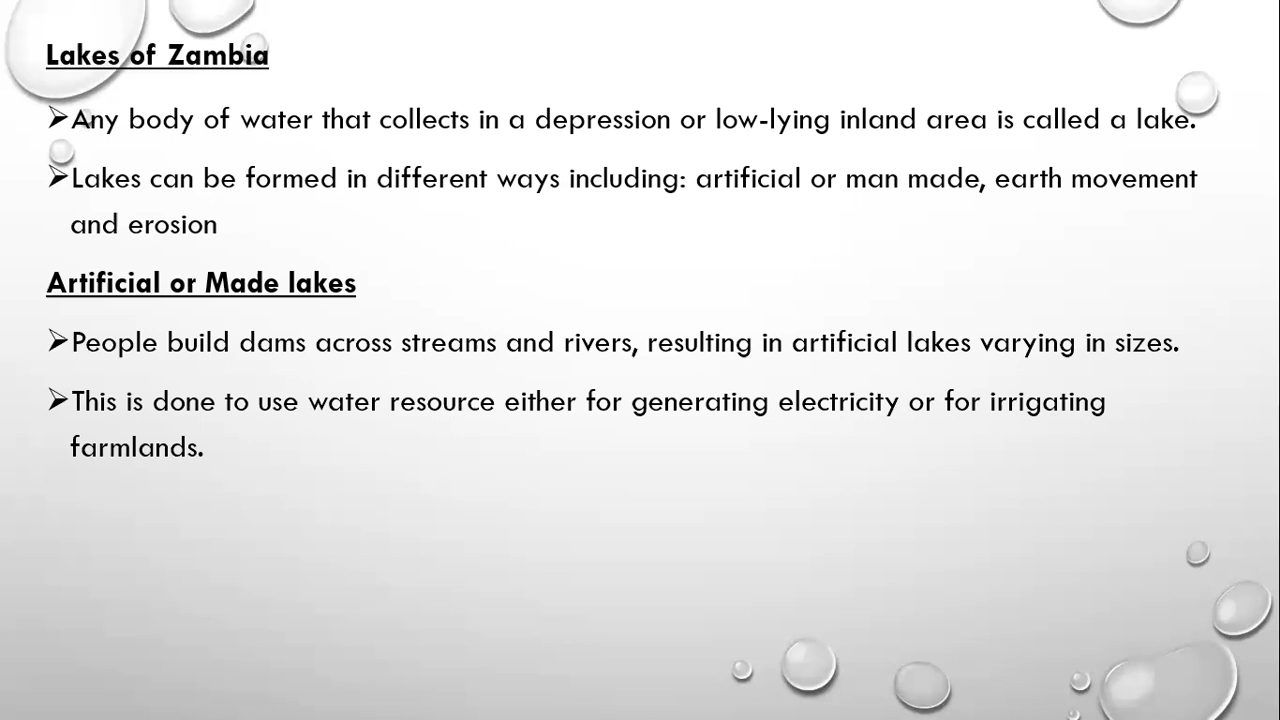 Lakes of Zambia
➢Any body of water that collects in a depression or low-lying inland area is called a lake.
➢Lakes can be formed in different ways including: artificial or man made, earth movement
and erosion
Artificial or Made lakes
➢People build dams across streams and rivers, resulting in artificial lakes varying in sizes.
➢This is done to use water resource either for generating electricity or for irrigating
farmlands.